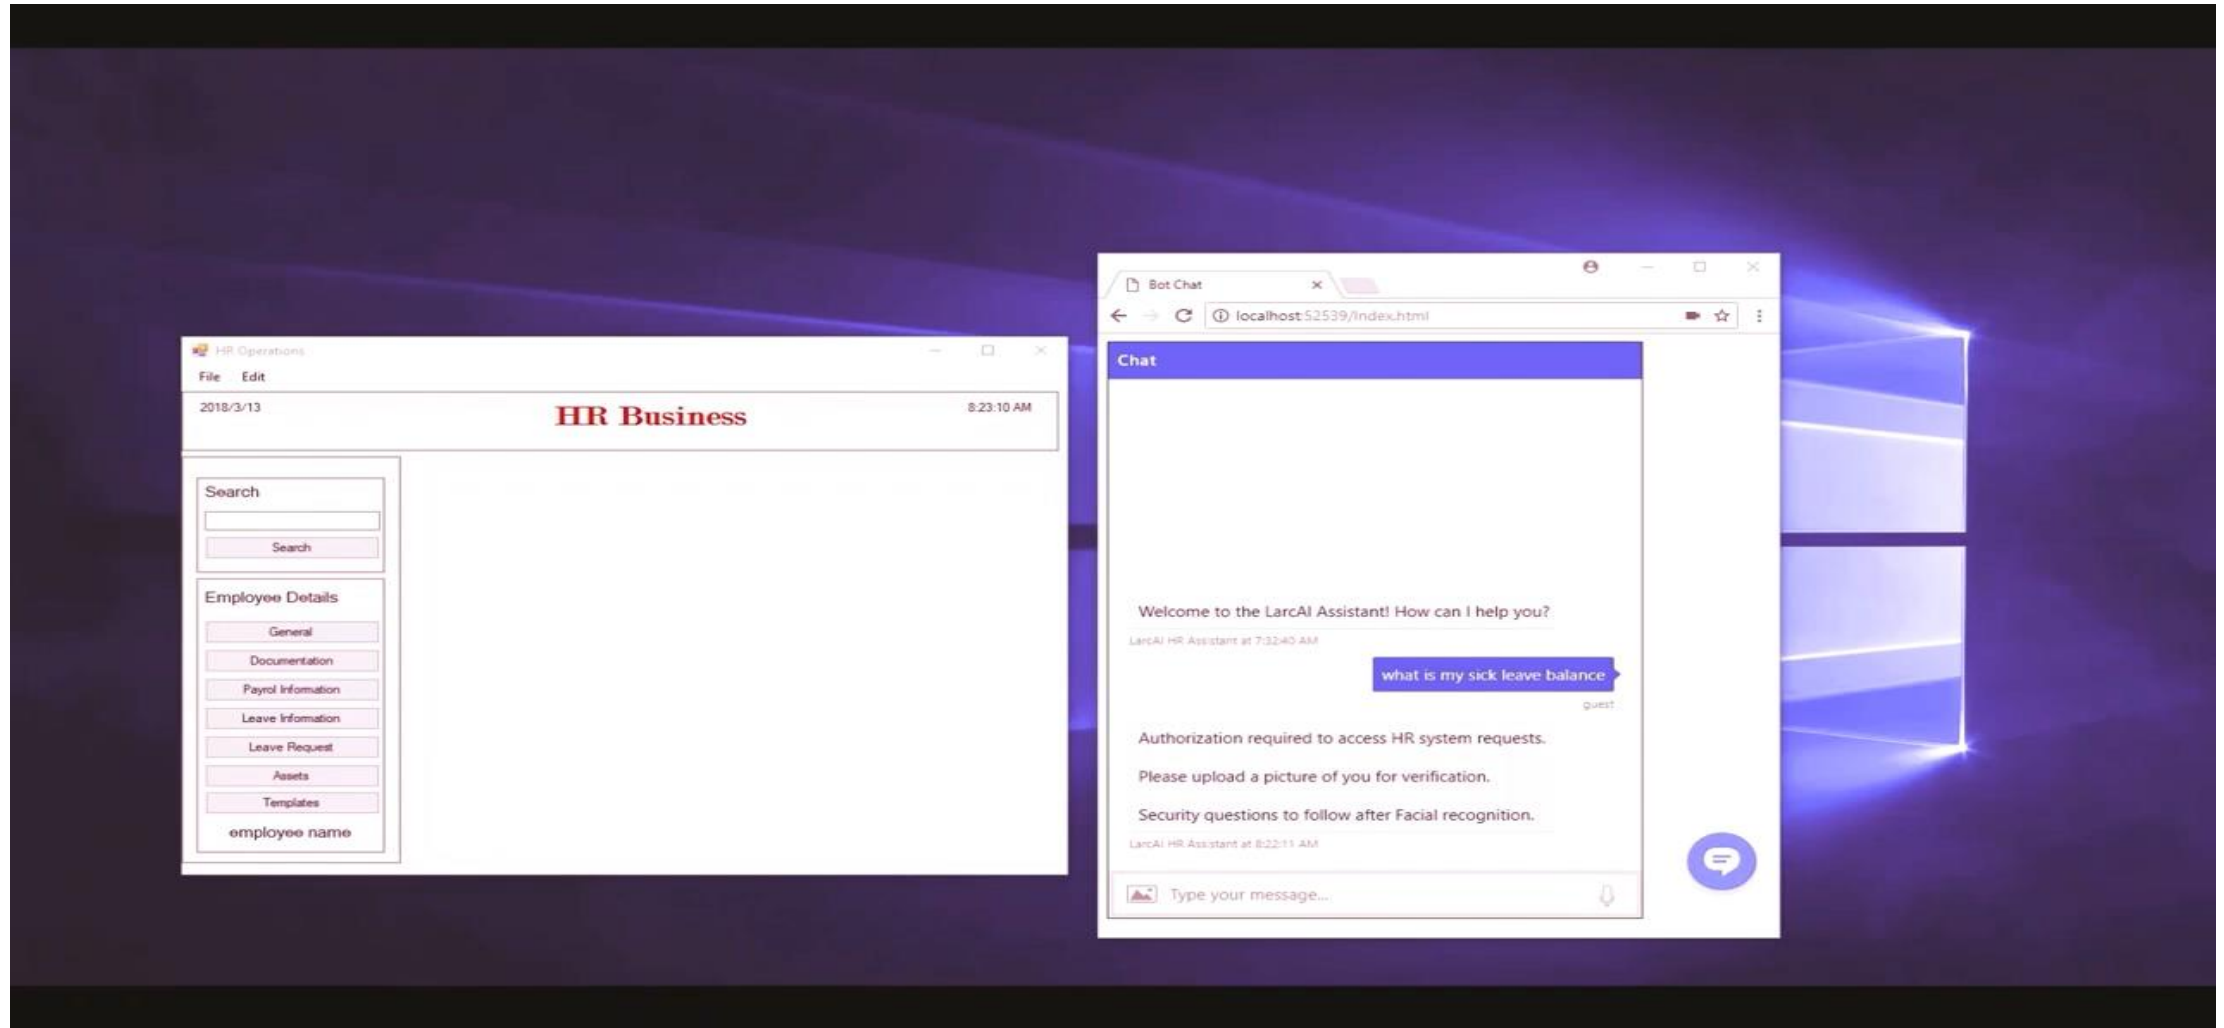 HR Operations
File Edit
2018/3/13
HR Business
8:23:10 AM
Search
Search
Employee Details
General
Documentation
Payrol Information
Leave Information
Leave Request
Assets
Templates
employee name
Bot Chat
localhost:52539/Index.html
Chat
Welcome to the LarcAI Assistant! How can I help you?
LarcAI HR Assistant at 7:32:40 AM
what is my sick leave balance
guest
Authorization required to access HR system requests.
Please upload a picture of you for verification.
Security questions to follow after Facial recognition.
LarcAI HR Assistant at 8:22:11 AM
Type your message...